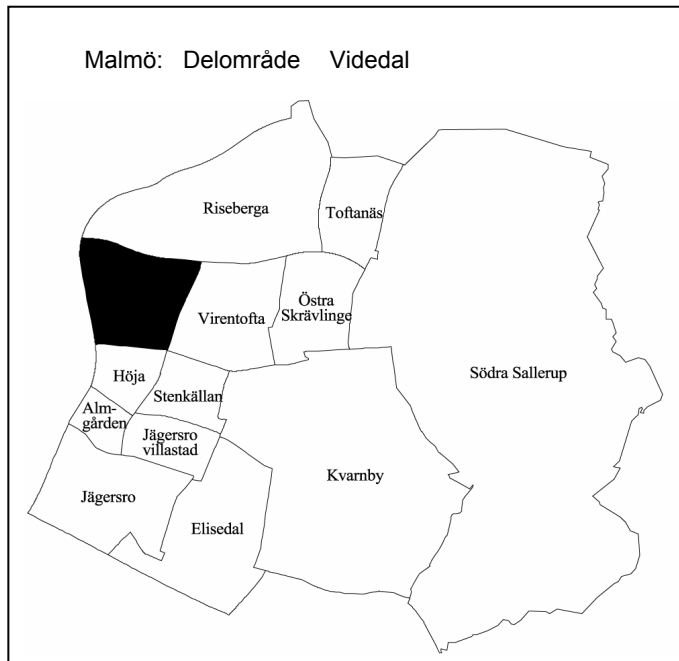 Malmö: Delområde Videdal
Riseberga
Toftanäs
Östra
Skrävlinge
Virentofta
Södra Sallerup
Höja
Stenkällan
Alm-
gården
Jägersro
villastad
Kvarnby
Jägersro
Elisedal